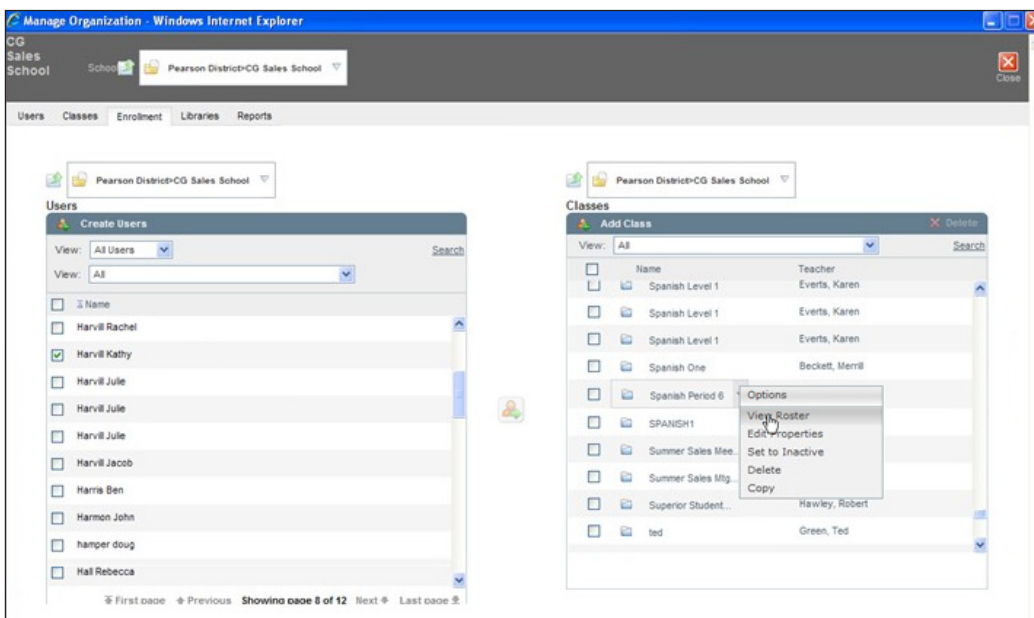 Manage Organization - Windows Internet Explorer
CG
Sales
School
School
Pearson District>CG Sales School
Close
Users Classes Enrollment Libraries Reports
Pearson District>CG Sales School
Users
Create Users
View: All Users
Search
View: All
Name
Harvill Rachel
Harvill Kathy
Harvill Julie
Harvill Julie
Harvill Julie
Harvill Jacob
Harris Ben
Harmon John
hamper doug
Hall Rebecca
First page Previous Showing page 8 of 12 Next Last page
Pearson District>CG Sales School
Classes
Add Class Delete
View: All Search
Name Teacher
Spanish Level 1 Everts, Karen
Spanish Level 1 Everts, Karen
Spanish Level 1 Everts, Karen
Spanish One Beckett, Merrill
Spanish Period 6
SPANISH1
Summer Sales Mee...
Summer Sales Mtg...
Superior Student... Hawley, Robert
ted Green, Ted
Options
View Roster
Edit Properties
Set to Inactive
Delete
Copy